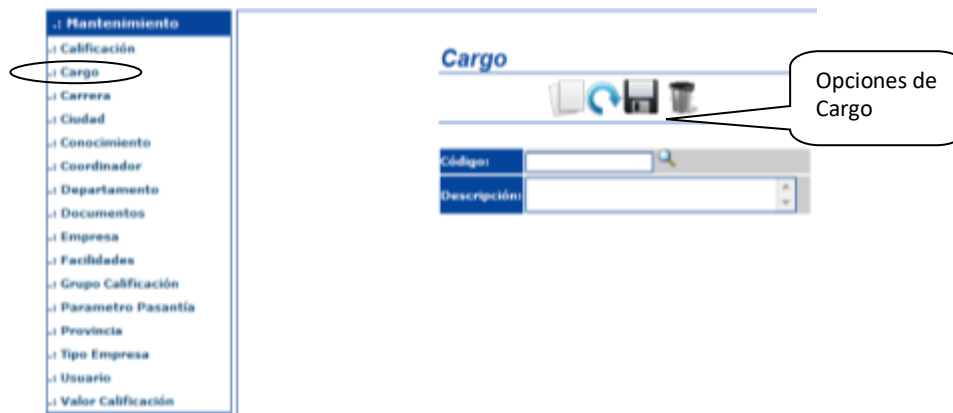 .: Mantenimiento
.: Calificación
.: Cargo
.: Carrera
.: Ciudad
.: Conocimiento
.: Coordinador
.: Departamento
.: Documentos
.: Empresa
.: Facilidades
.: Grupo Calificación
.: Parametro Pasantía
.: Provincia
.: Tipo Empresa
.: Usuario
.: Valor Calificación
Cargo
Opciones de
Cargo
Código:
Descripción: